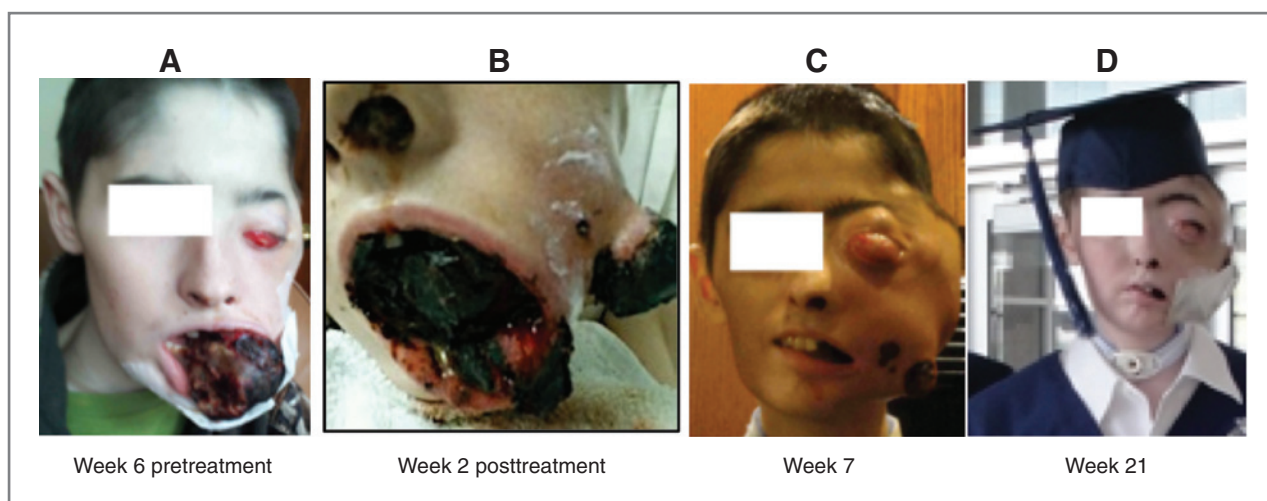 A
B
C
D
Week 6 pretreatment
Week 2 posttreatment
Week 7
Week 21